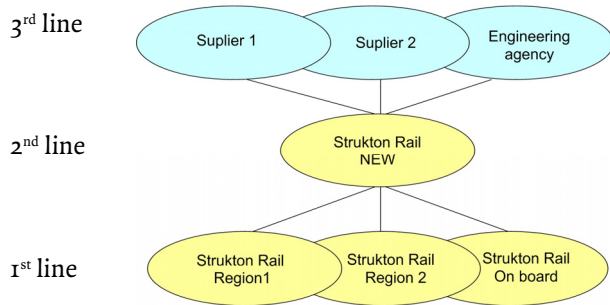 3rd line
Suplier 1
Suplier 2
Engineering
agency
2nd line
Strukton Rail
NEW
1st line
Strukton Rail
Region1
Strukton Rail
Region 2
Strukton Rail
On board